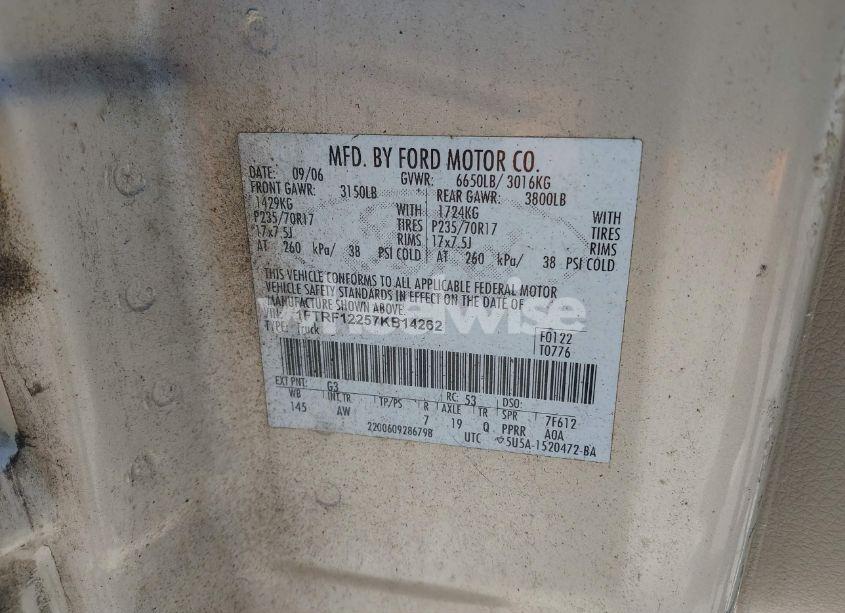 MFD. BY FORD MOTOR CO.
DATE: 09/06 GVWR: 6650LB/ 3016KG
FRONT GAWR: 3150LB REAR GAWR: 3800LB
1429KG WITH 1724KG WITH
P235/70R17 TIRES P235/70R17 TIRES
17x7.5J RIMS 17x7.5J RIMS
AT 260 kPa/ 38 PSI COLD AT 260 kPa/ 38 PSI COLD
THIS VEHICLE CONFORMS TO ALL APPLICABLE FEDERAL MOTOR
VEHICLE SAFETY STANDARDS IN EFFECT ON THE DATE OF
MANUFACTURE SHOWN ABOVE.
VIN: 1FTRF12257KB14262
TYPE: Truck
F0122
T0776
wheelwise
EXT PNT: G3 RC: 53 DSO:
WB INT TR TP/PS R AXLE TR SPR 7F612
145 AW 7 19 Q PPRR A0A
2200609286798 UTC 5U5A-1520472-BA